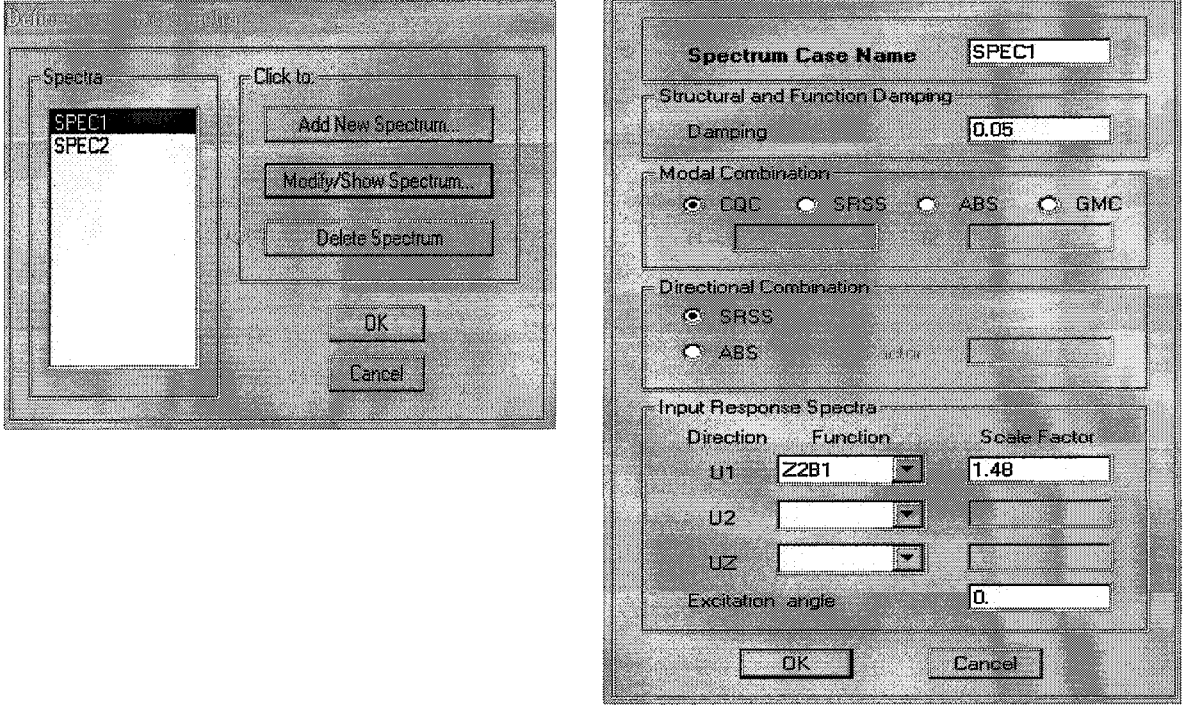 Spectra
SPEC1
SPEC2
Click to:
Add New Spectrum...
Modify/Show Spectrum...
Delete Spectrum
OK
Cancel
Spectrum Case Name
SPEC1
Structural and Function Damping
Damping
0.05
Modal Combination
CQC SRSS ABS GMC
Directional Combination
SRSS
ABS
Input Response Spectra
Direction Function Scale Factor
U1 Z2B1 1.48
U2
UZ
Excitation angle 0.
OK Cancel